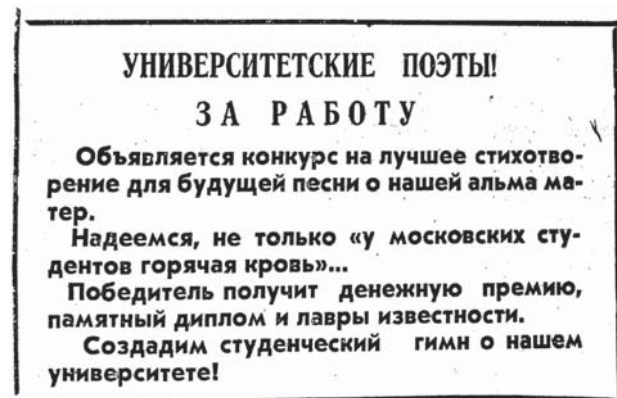 УНИВЕРСИТЕТСКИЕ ПОЭТЫ!
ЗА РАБОТУ
Объявляется конкурс на лучшее стихотво-
рение для будущей песни о нашей альма ма-
тер.
Надеемся, не только «у московских сту-
дентов горячая кровь»...
Победитель получит денежную премию,
памятный диплом и лавры известности.
Создадим студенческий гимн о нашем
университете!